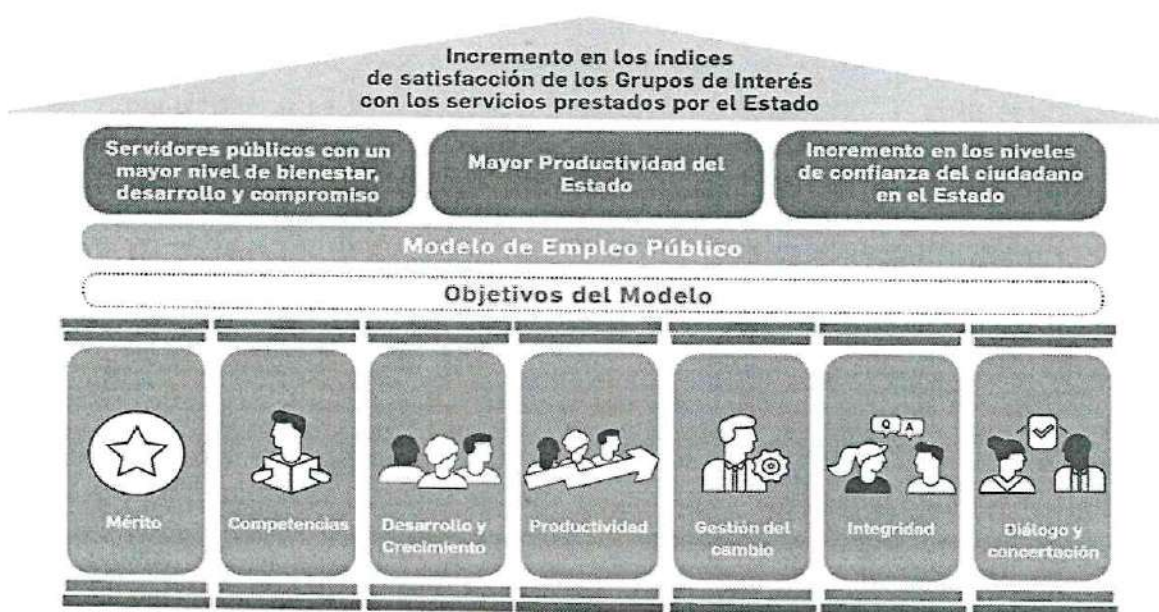 Incremento en los índices
de satisfacción de los Grupos de Interés
con los servicios prestados por el Estado
Servidores públicos con un
mayor nivel de bienestar,
desarrollo y compromiso
Mayor Productividad del
Estado
Incremento en los niveles
de confianza del ciudadano
en el Estado
Modelo de Empleo Público
Objetivos del Modelo
Mérito
Competencias
Desarrollo y
Crecimiento
Productividad
Gestión del
cambio
Q A
Integridad
Diálogo y
concertación